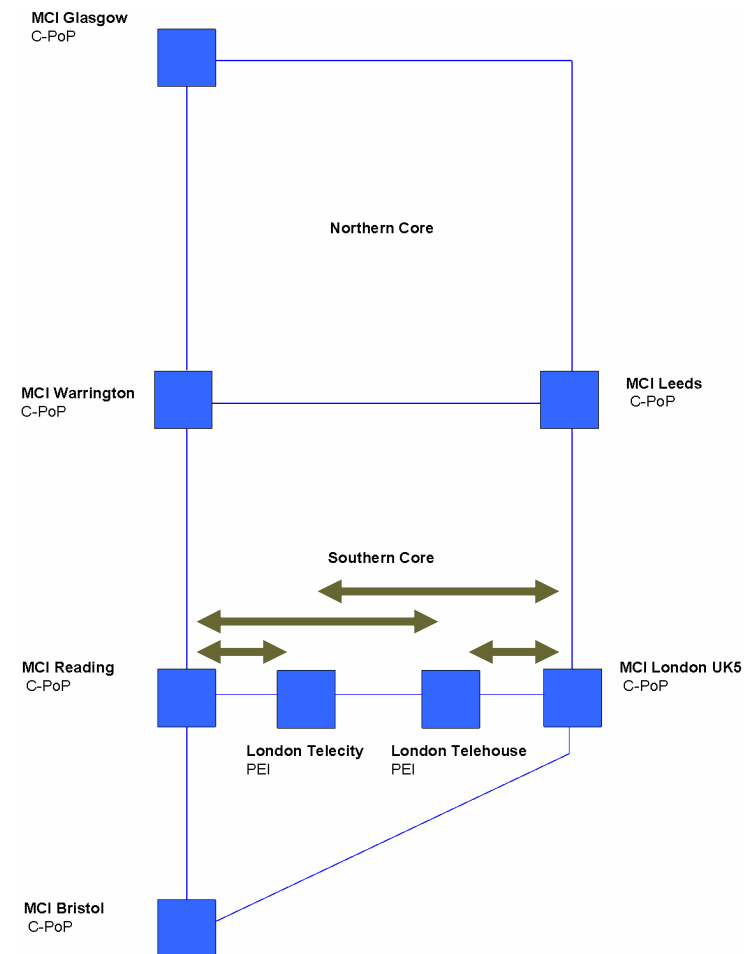 MCI Glasgow
C-PoP
Northern Core
MCI Warrington
C-PoP
MCI Leeds
C-PoP
Southern Core
MCI Reading
C-PoP
MCI London UK5
C-PoP
London Telecity
PEI
London Telehouse
PEI
MCI Bristol
C-PoP